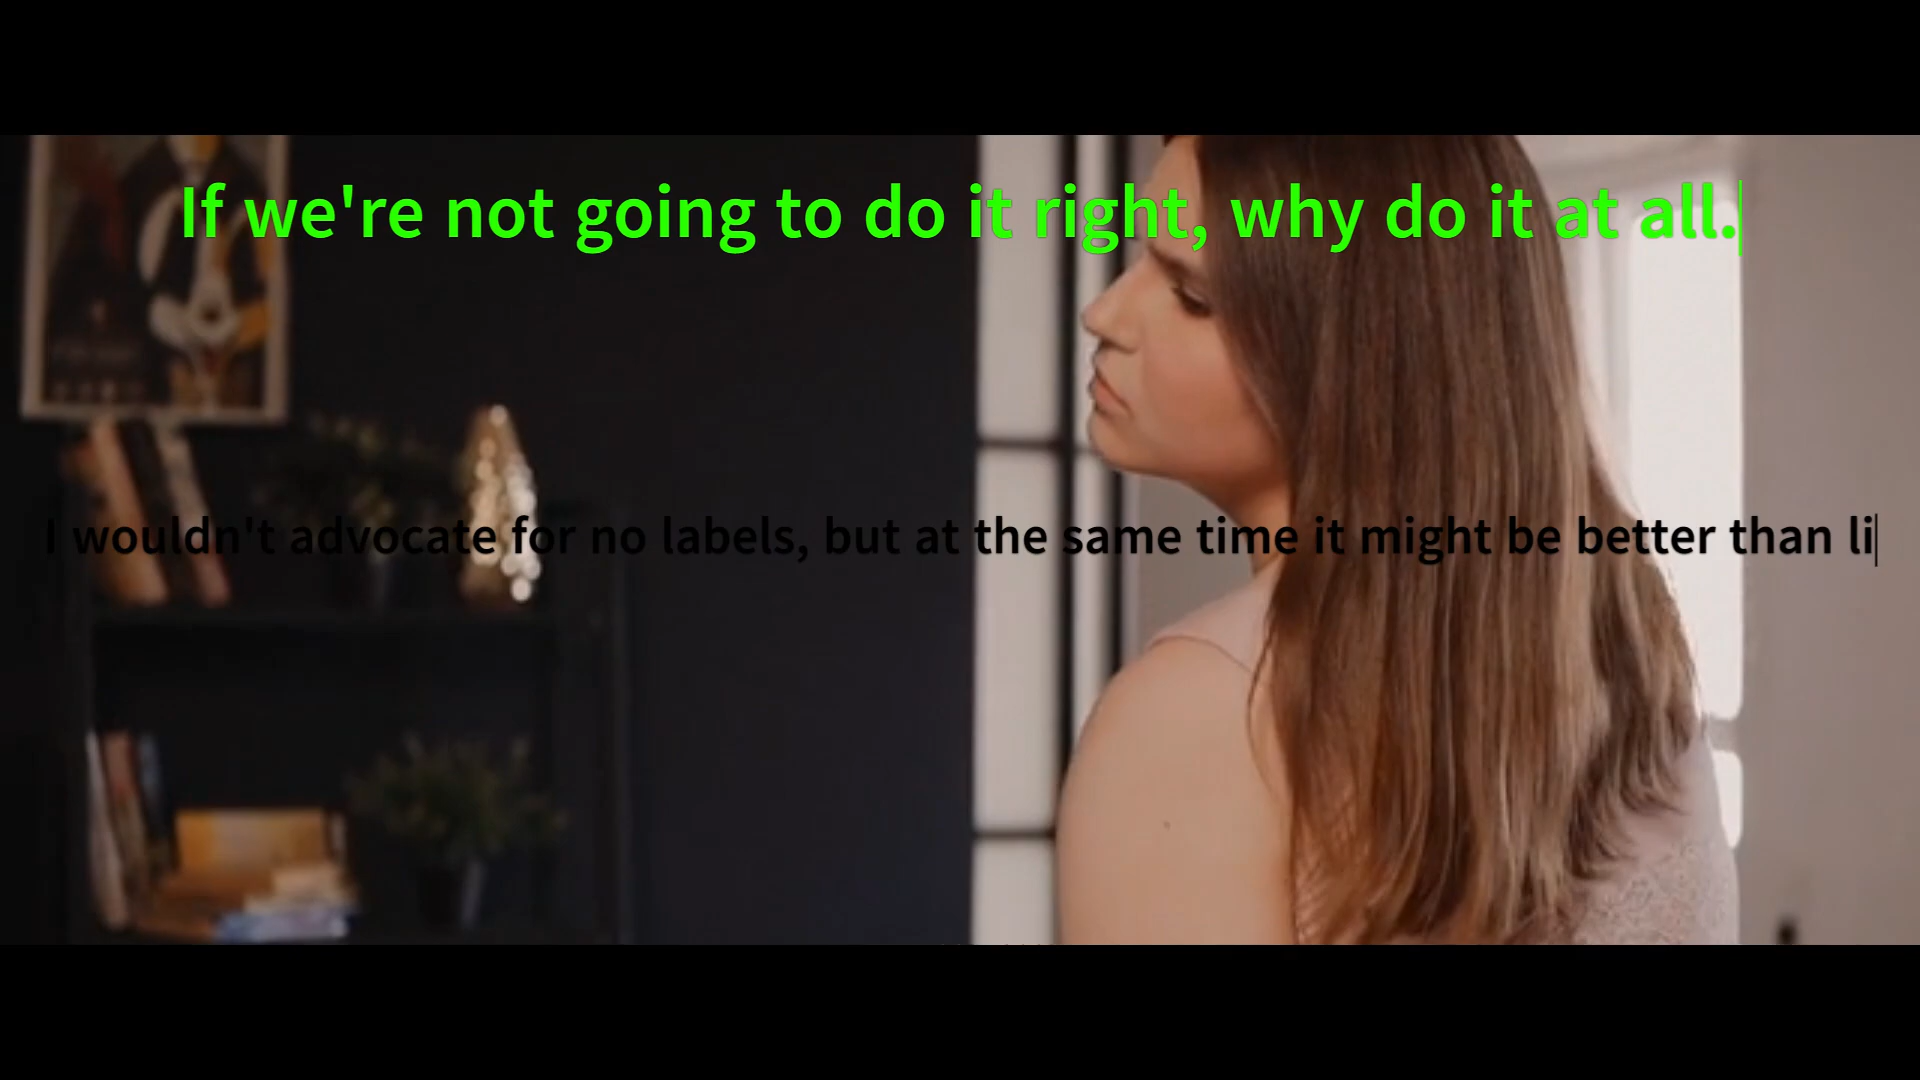 If we're not going to do it right, why do it at all.
I wouldn't advocate for no labels, but at the same time it might be better than li